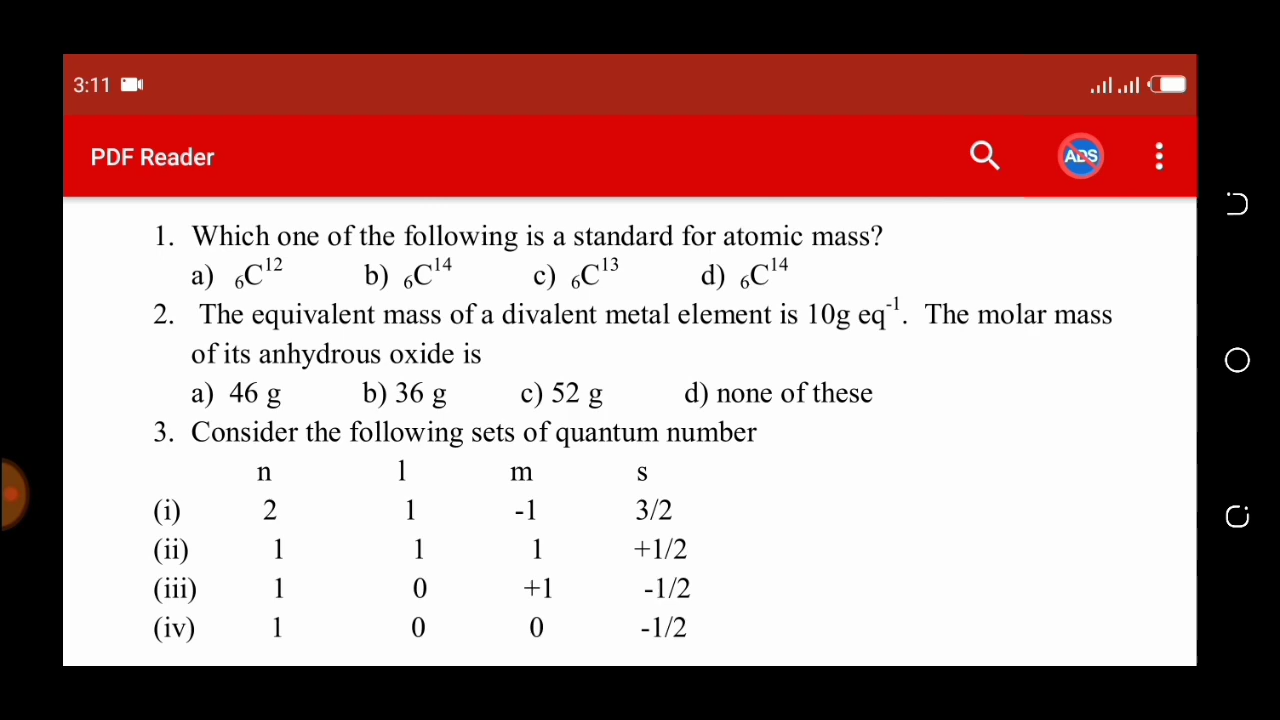 3:11
PDF Reader
ADS
1. Which one of the following is a standard for atomic mass?
a) ₆C¹² b) ₆C¹⁴ c) ₆C¹³ d) ₆C¹⁴
2. The equivalent mass of a divalent metal element is 10g eq⁻¹. The molar mass
of its anhydrous oxide is
a) 46 g b) 36 g c) 52 g d) none of these
3. Consider the following sets of quantum number
n l m s
(i) 2 1 -1 3/2
(ii) 1 1 1 +1/2
(iii) 1 0 +1 -1/2
(iv) 1 0 0 -1/2